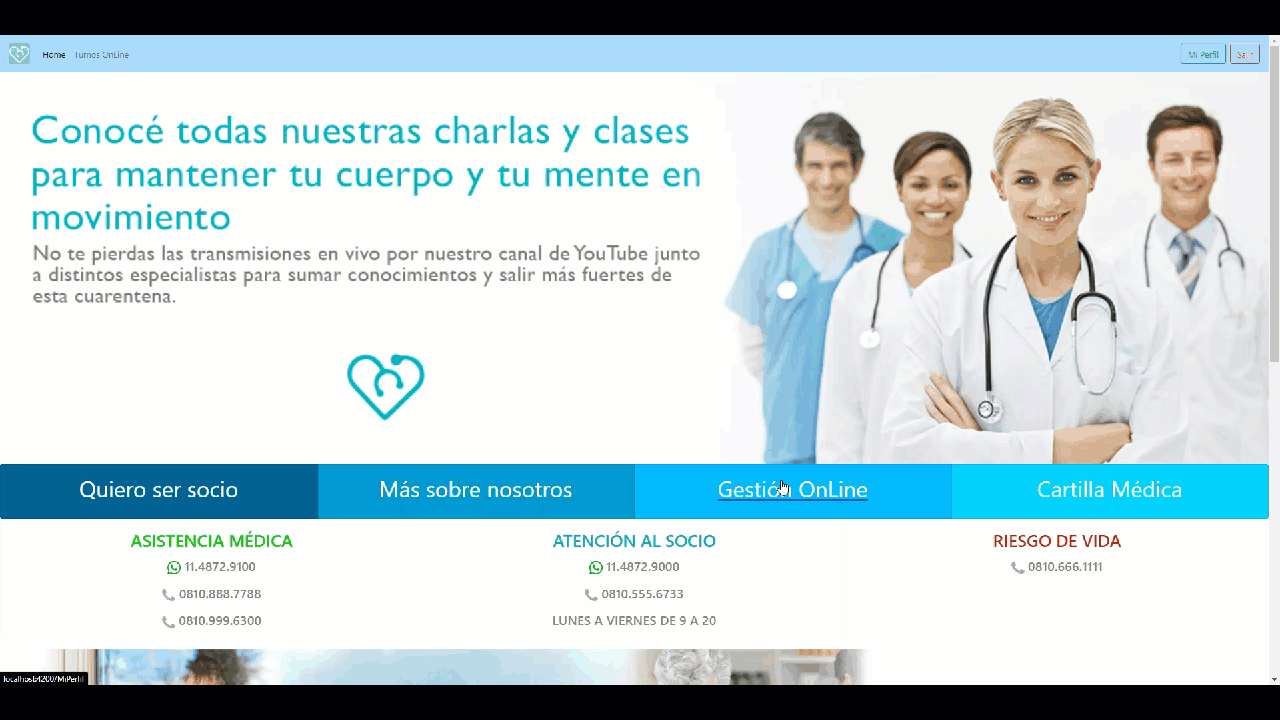 Home Turnos OnLine
Mi Perfil Salir
Conocé todas nuestras charlas y clases
para mantener tu cuerpo y tu mente en
movimiento
No te pierdas las transmisiones en vivo por nuestro canal de YouTube junto
a distintos especialistas para sumar conocimientos y salir más fuertes de
esta cuarentena.
Quiero ser socio
Más sobre nosotros
Gestión OnLine
Cartilla Médica
ASISTENCIA MÉDICA
11.4872.9100
0810.888.7788
0810.999.6300
ATENCIÓN AL SOCIO
11.4872.9000
0810.555.6733
LUNES A VIERNES DE 9 A 20
RIESGO DE VIDA
0810.666.1111
localhost:4200/MiPerfil